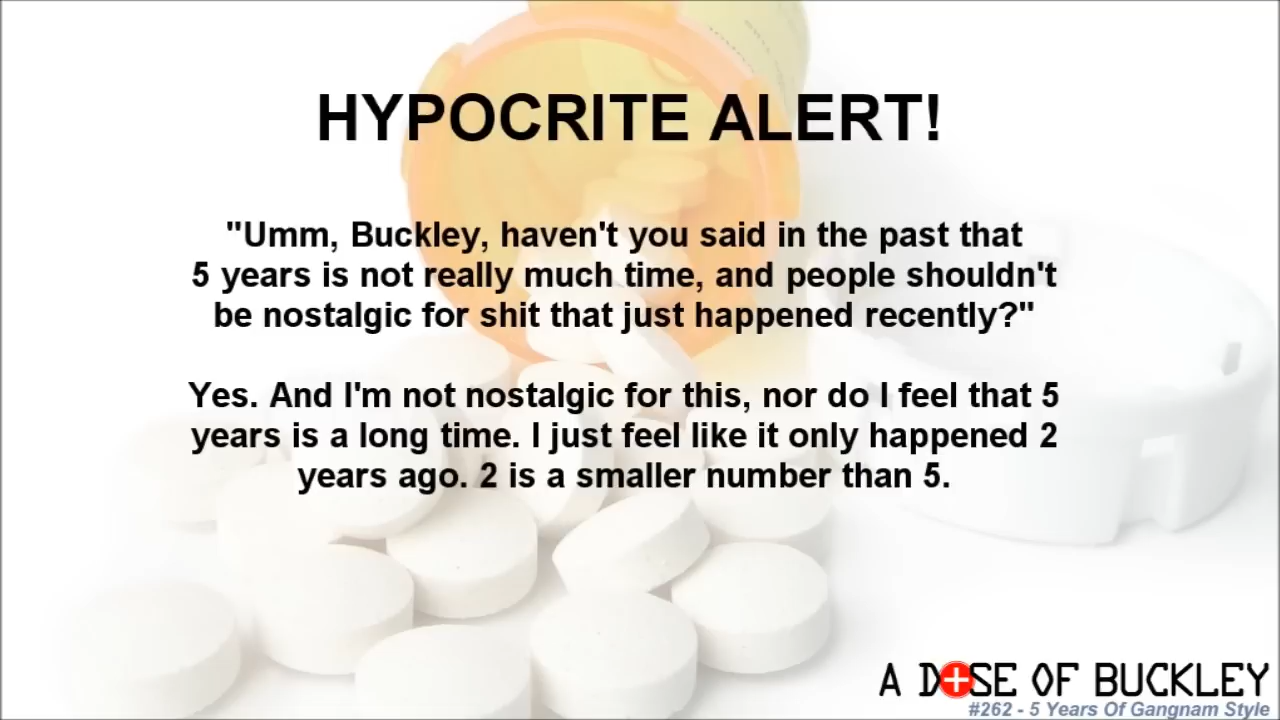 HYPOCRITE ALERT!
"Umm, Buckley, haven't you said in the past that
5 years is not really much time, and people shouldn't
be nostalgic for shit that just happened recently?"
Yes. And I'm not nostalgic for this, nor do I feel that 5
years is a long time. I just feel like it only happened 2
years ago. 2 is a smaller number than 5.
A DOSE OF BUCKLEY
#262 - 5 Years Of Gangnam Style